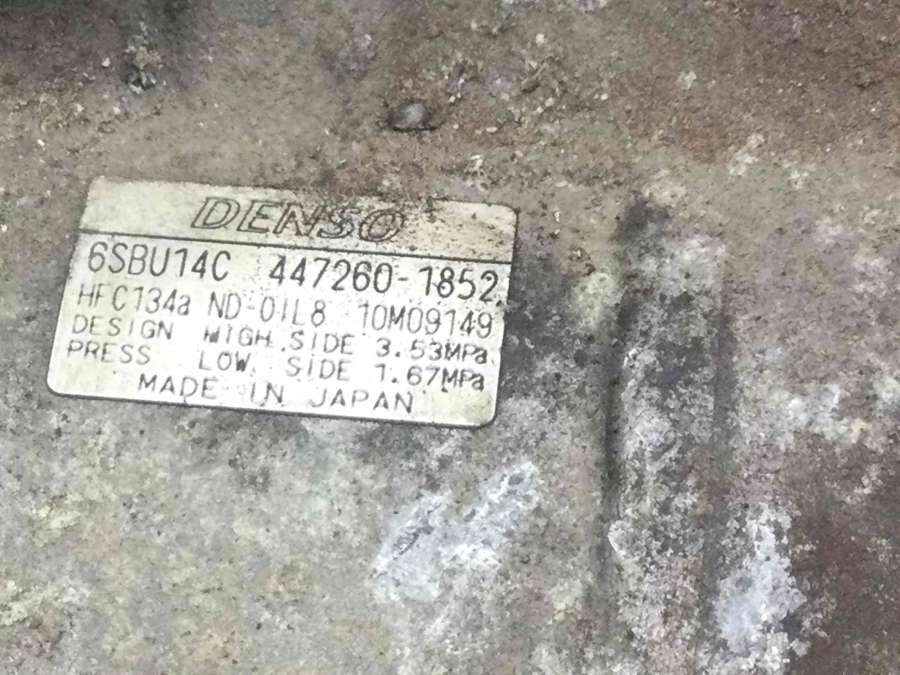 DENSO
6SBU14C 447260-1852
HFC134a ND-OIL8 10M09149
DESIGN HIGH SIDE 3.53MPa
PRESS LOW SIDE 1.67MPa
MADE IN JAPAN